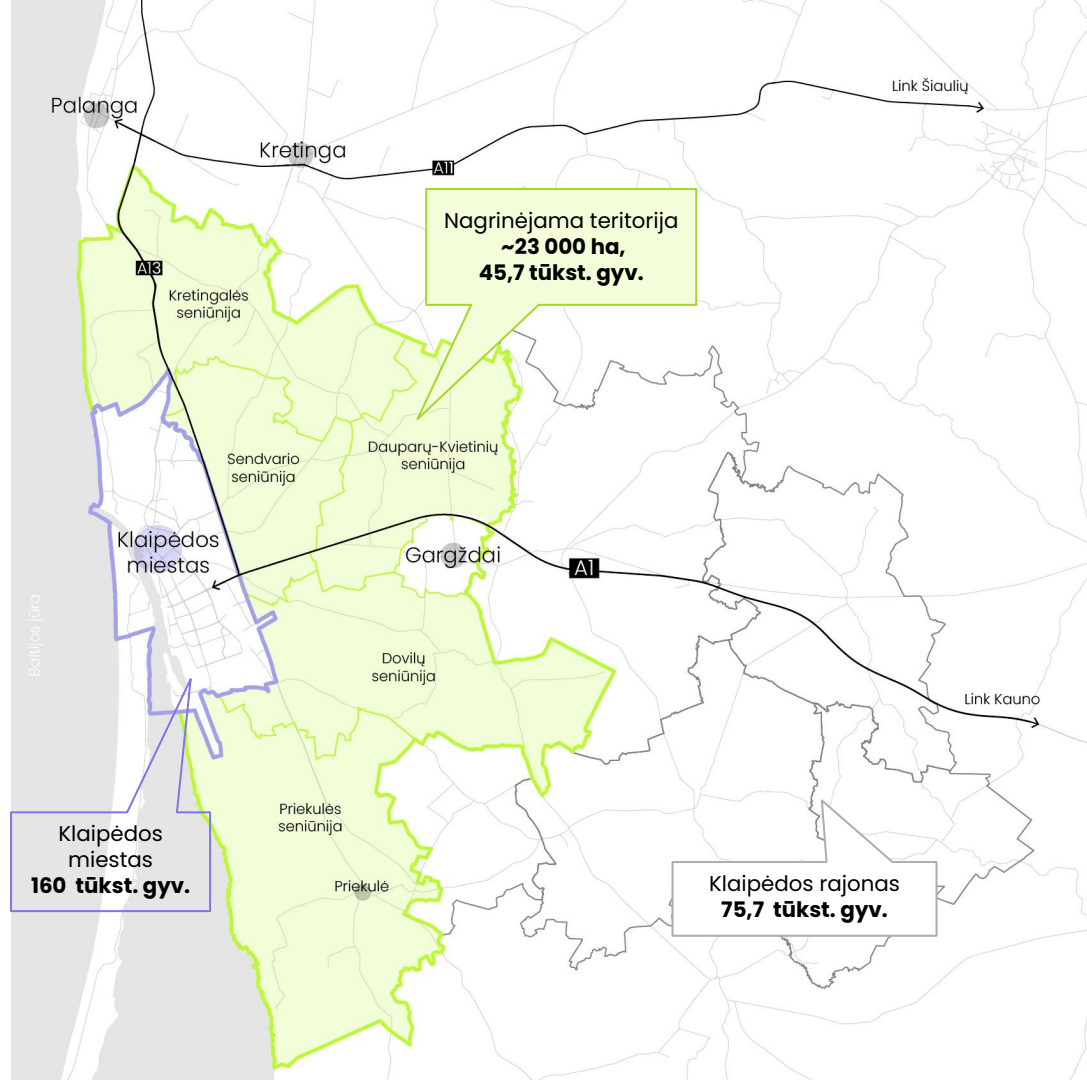 Link Šiaulių
Palanga
Kretinga
A11
Nagrinėjama teritorija
~23 000 ha,
45,7 tūkst. gyv.
A13
Kretingalės
seniūnija
Dauparų-Kvietinių
seniūnija
Sendvario
seniūnija
Klaipėdos
miestas
Gargždai
A1
Baltijos jūra
Dovilų
seniūnija
Link Kauno
Priekulės
seniūnija
Klaipėdos
miestas
160 tūkst. gyv.
Priekulė
Klaipėdos rajonas
75,7 tūkst. gyv.